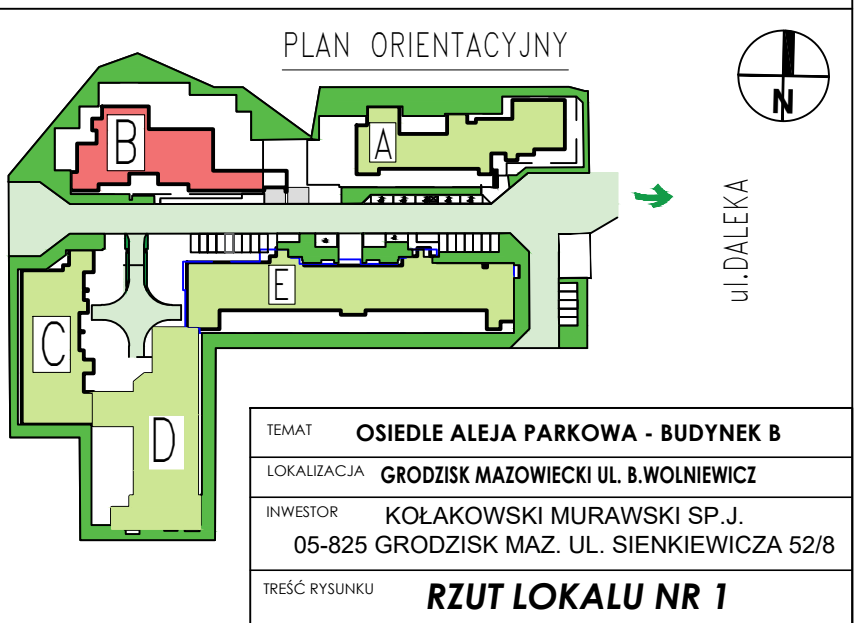 PLAN ORIENTACYJNY
N
B
A
ul.DALEKA
E
C
D
TEMAT OSIEDLE ALEJA PARKOWA - BUDYNEK B
LOKALIZACJA GRODZISK MAZOWIECKI UL. B.WOLNIEWICZ
INWESTOR KOŁAKOWSKI MURAWSKI SP.J.
05-825 GRODZISK MAZ. UL. SIENKIEWICZA 52/8
TREŚĆ RYSUNKU RZUT LOKALU NR 1